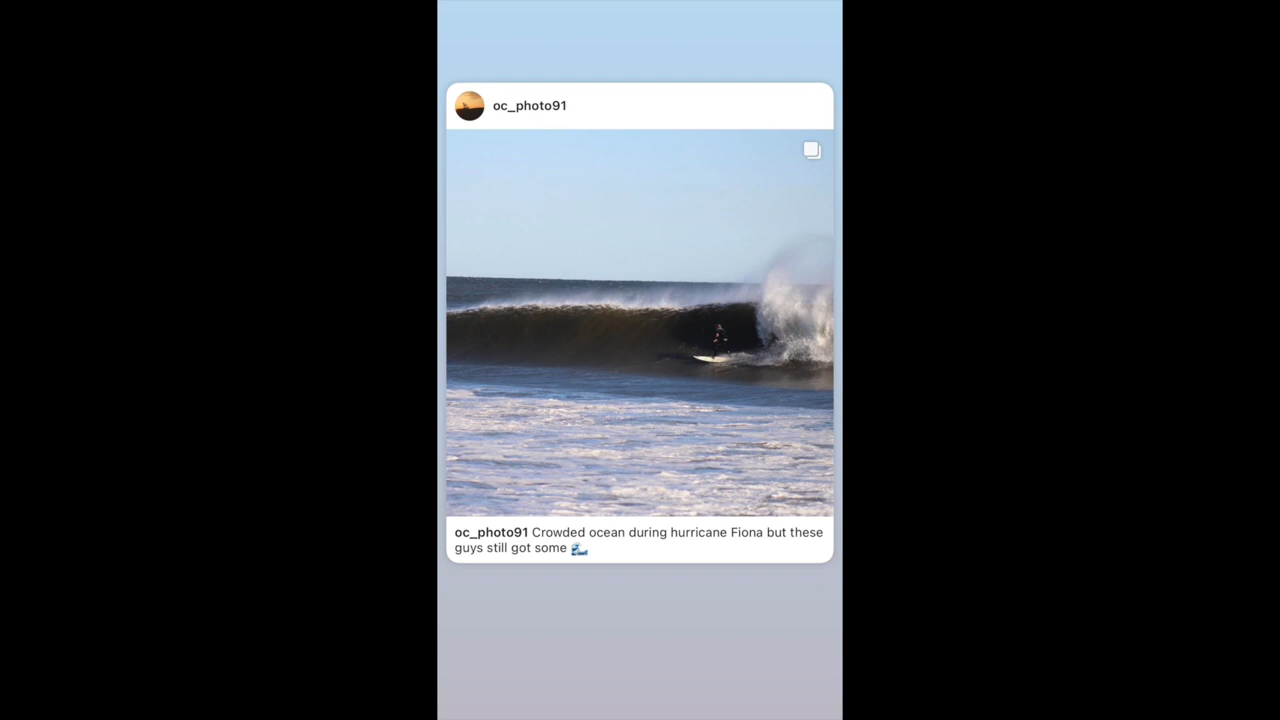 oc_photo91
oc_photo91 Crowded ocean during hurricane Fiona but these
guys still got some 🌊